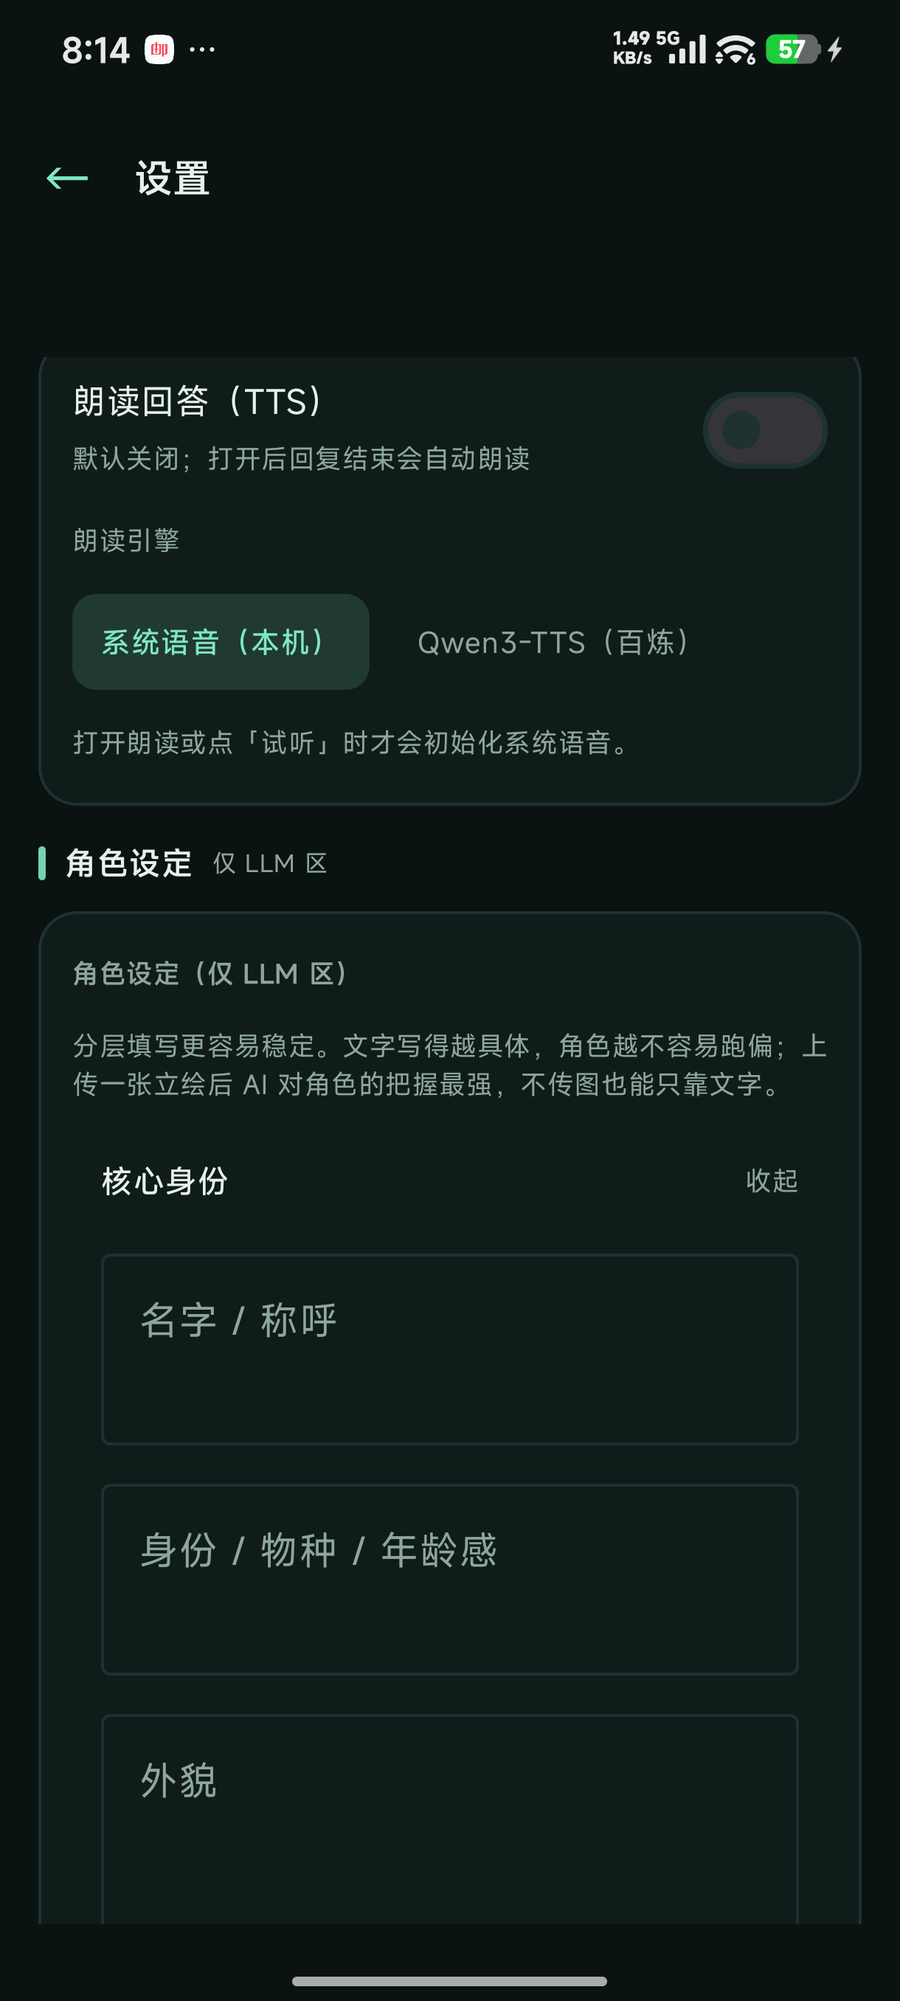 8:14 ···
1.49 5G
KB/s
6
57
设置
朗读回答（TTS）
默认关闭；打开后回复结束会自动朗读
朗读引擎
系统语音（本机） Qwen3-TTS（百炼）
打开朗读或点「试听」时才会初始化系统语音。
角色设定 仅 LLM 区
角色设定（仅 LLM 区）
分层填写更容易稳定。文字写得越具体，角色越不容易跑偏；上
传一张立绘后 AI 对角色的把握最强，不传图也能只靠文字。
核心身份 收起
名字 / 称呼
身份 / 物种 / 年龄感
外貌